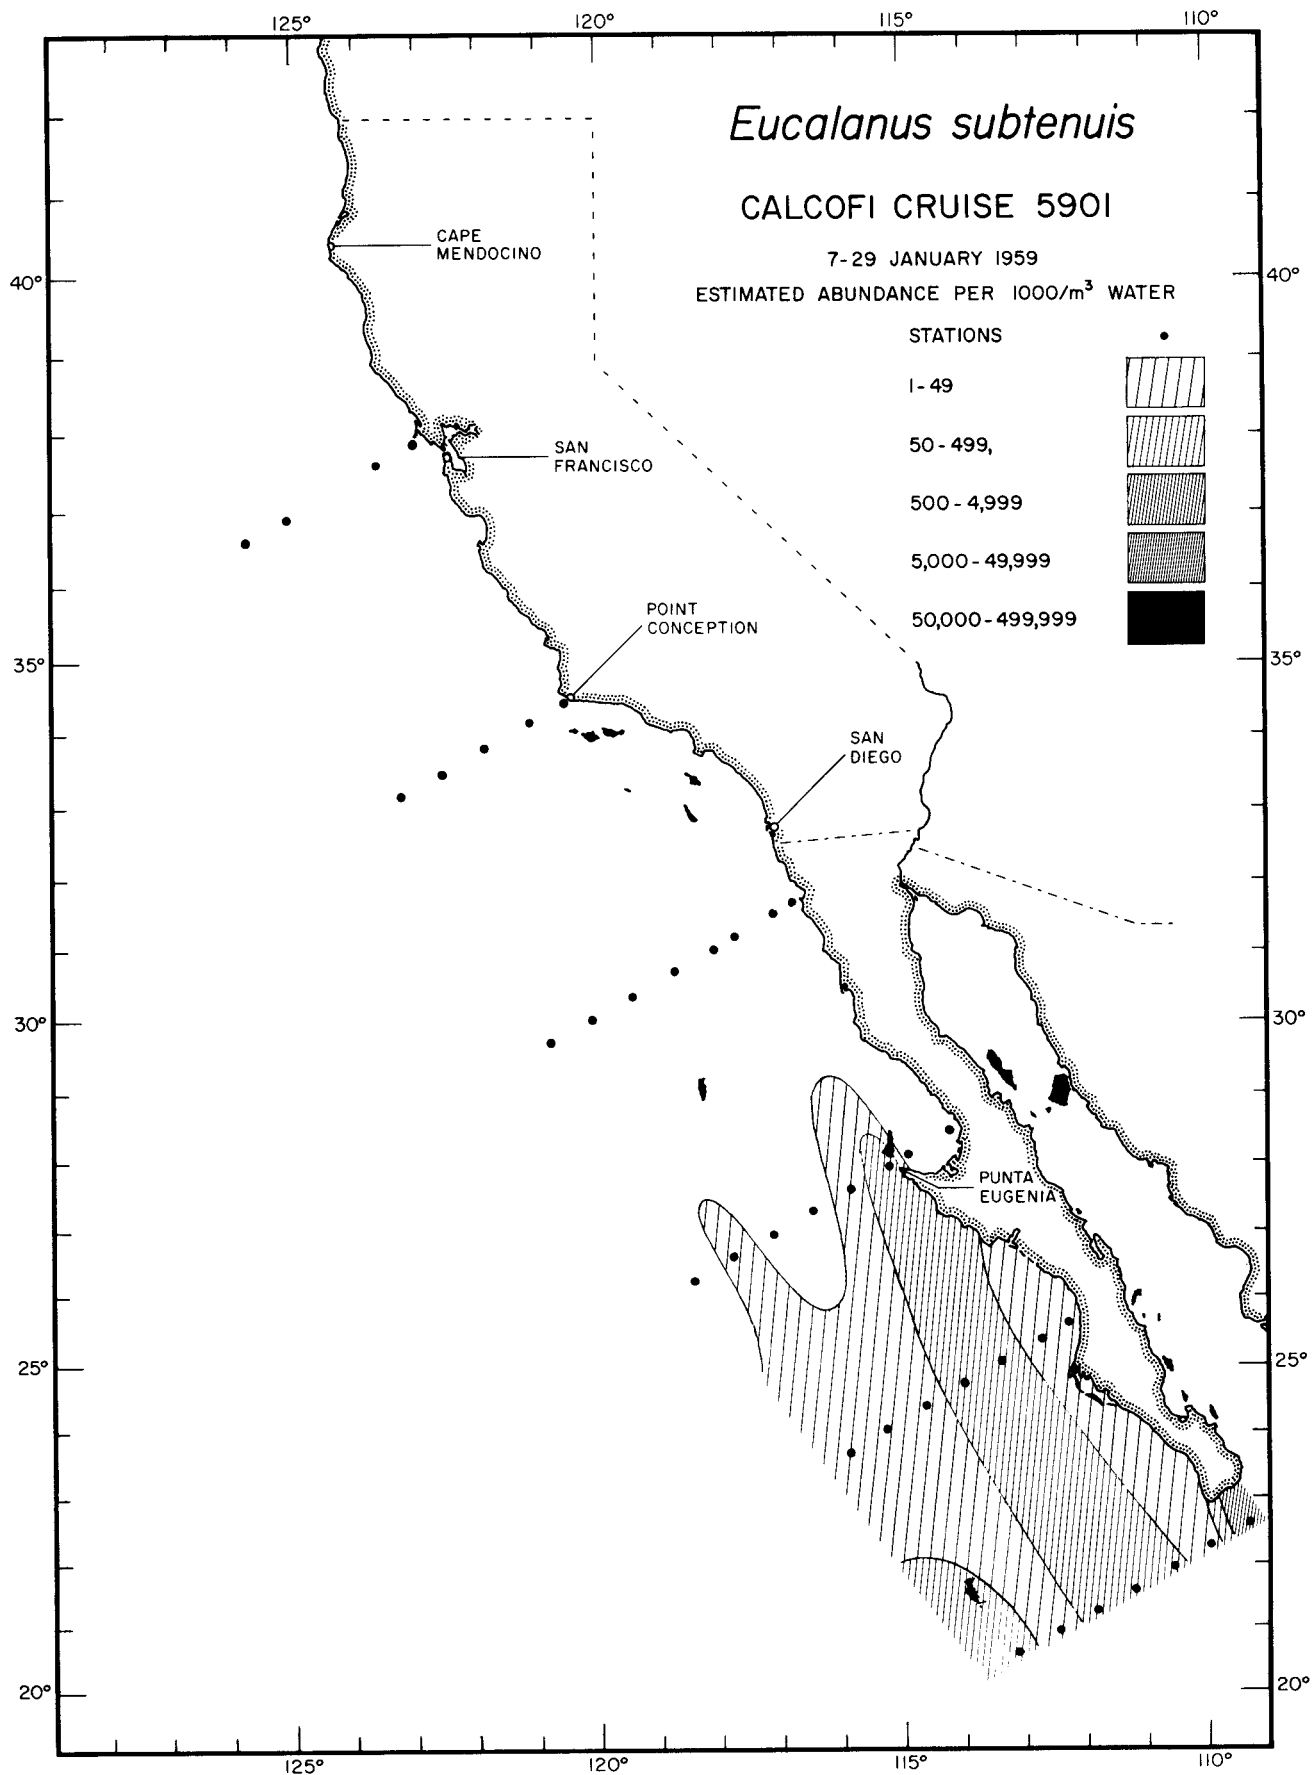 125°
120°
115°
110°
Eucalanus subtenuis
CALCOFI CRUISE 5901
7-29 JANUARY 1959
ESTIMATED ABUNDANCE PER 1000/m³ WATER
STATIONS
1-49
50-499,
500-4,999
5,000-49,999
50,000-499,999
CAPE
MENDOCINO
40°
40°
SAN
FRANCISCO
POINT
CONCEPTION
35°
35°
SAN
DIEGO
30°
30°
PUNTA
EUGENIA
25°
25°
20°
20°
125°
120°
115°
110°